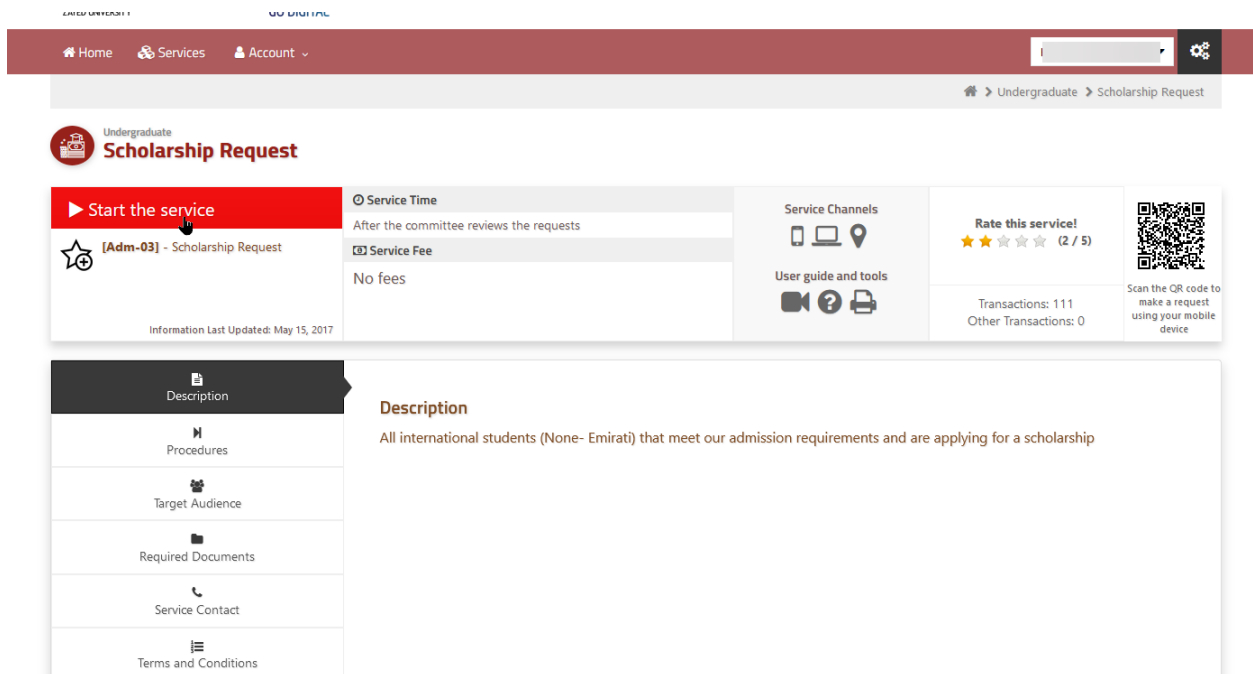 Home Services Account
Undergraduate Scholarship Request
Undergraduate
Scholarship Request
Start the service
[Adm-03] - Scholarship Request
Information Last Updated: May 15, 2017
Service Time
After the committee reviews the requests
Service Fee
No fees
Service Channels
User guide and tools
Rate this service!
(2 / 5)
Transactions: 111
Other Transactions: 0
Scan the QR code to
make a request
using your mobile
device
Description
Procedures
Target Audience
Required Documents
Service Contact
Terms and Conditions
Description
All international students (None- Emirati) that meet our admission requirements and are applying for a scholarship